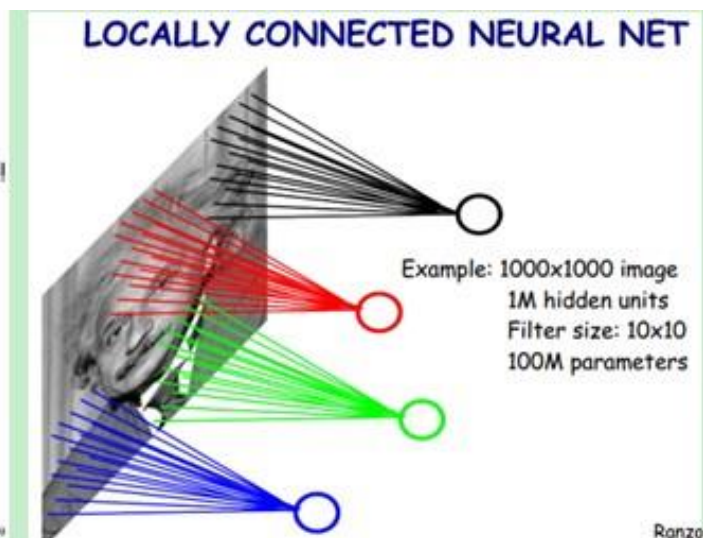 LOCALLY CONNECTED NEURAL NET
Example: 1000x1000 image
1M hidden units
Filter size: 10x10
100M parameters
Ranzo